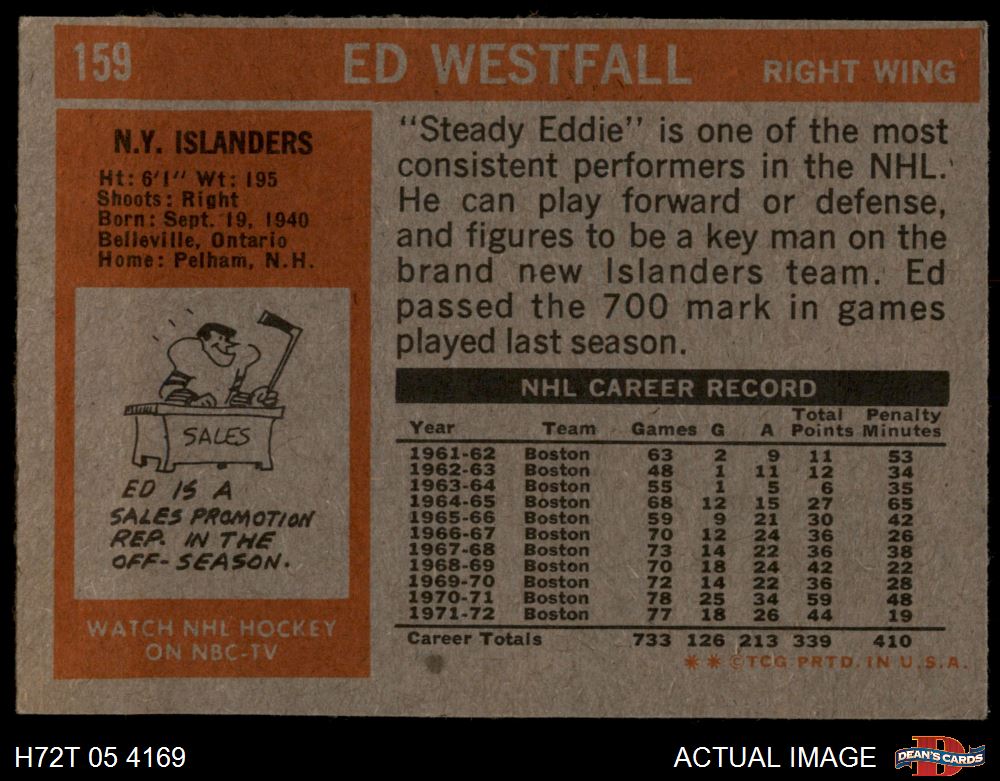 159 ED WESTFALL RIGHT WING
N.Y. ISLANDERS
Ht: 6'1" Wt: 195
Shoots: Right
Born: Sept. 19, 1940
Belleville, Ontario
Home: Pelham, N.H.
SALES
ED IS A
SALES PROMOTION
REP. IN THE
OFF-SEASON.
WATCH NHL HOCKEY
ON NBC-TV
"Steady Eddie" is one of the most
consistent performers in the NHL.
He can play forward or defense,
and figures to be a key man on the
brand new Islanders team. Ed
passed the 700 mark in games
played last season.
NHL CAREER RECORD
Total Penalty
Year Team Games G A Points Minutes
1961-62 Boston 63 2 9 11 53
1962-63 Boston 48 1 11 12 34
1963-64 Boston 55 1 5 6 35
1964-65 Boston 68 12 15 27 65
1965-66 Boston 59 9 21 30 42
1966-67 Boston 70 12 24 36 26
1967-68 Boston 73 14 22 36 38
1968-69 Boston 70 18 24 42 22
1969-70 Boston 72 14 22 36 28
1970-71 Boston 78 25 34 59 48
1971-72 Boston 77 18 26 44 19
Career Totals 733 126 213 339 410
**©TCG PRTD. IN U.S.A.
H72T 05 4169 ACTUAL IMAGE
D
DEAN'S CARDS